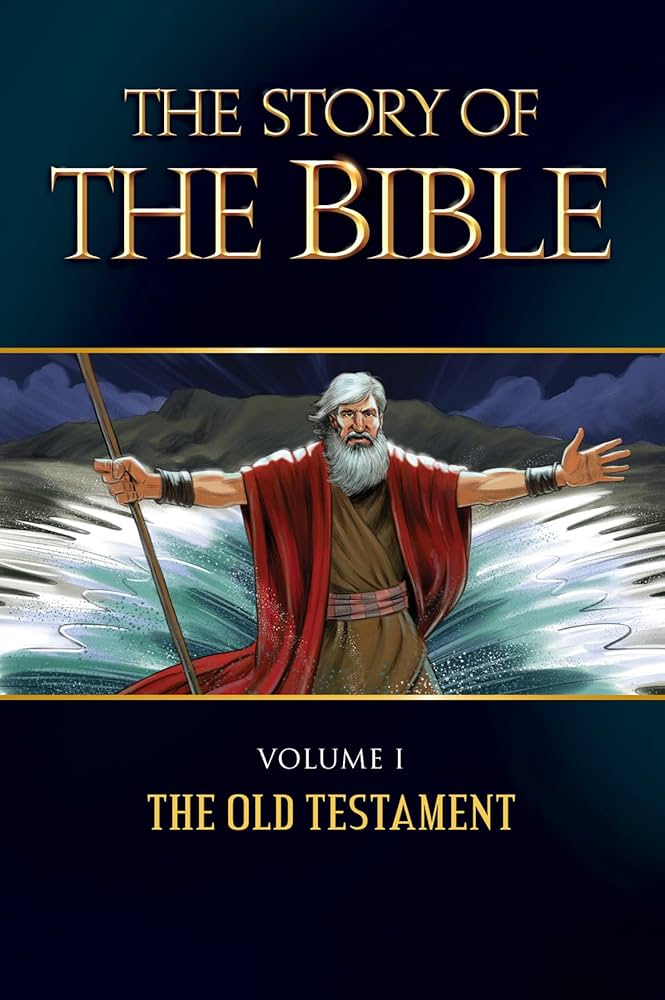 THE STORY OF
THE BIBLE
VOLUME I
THE OLD TESTAMENT